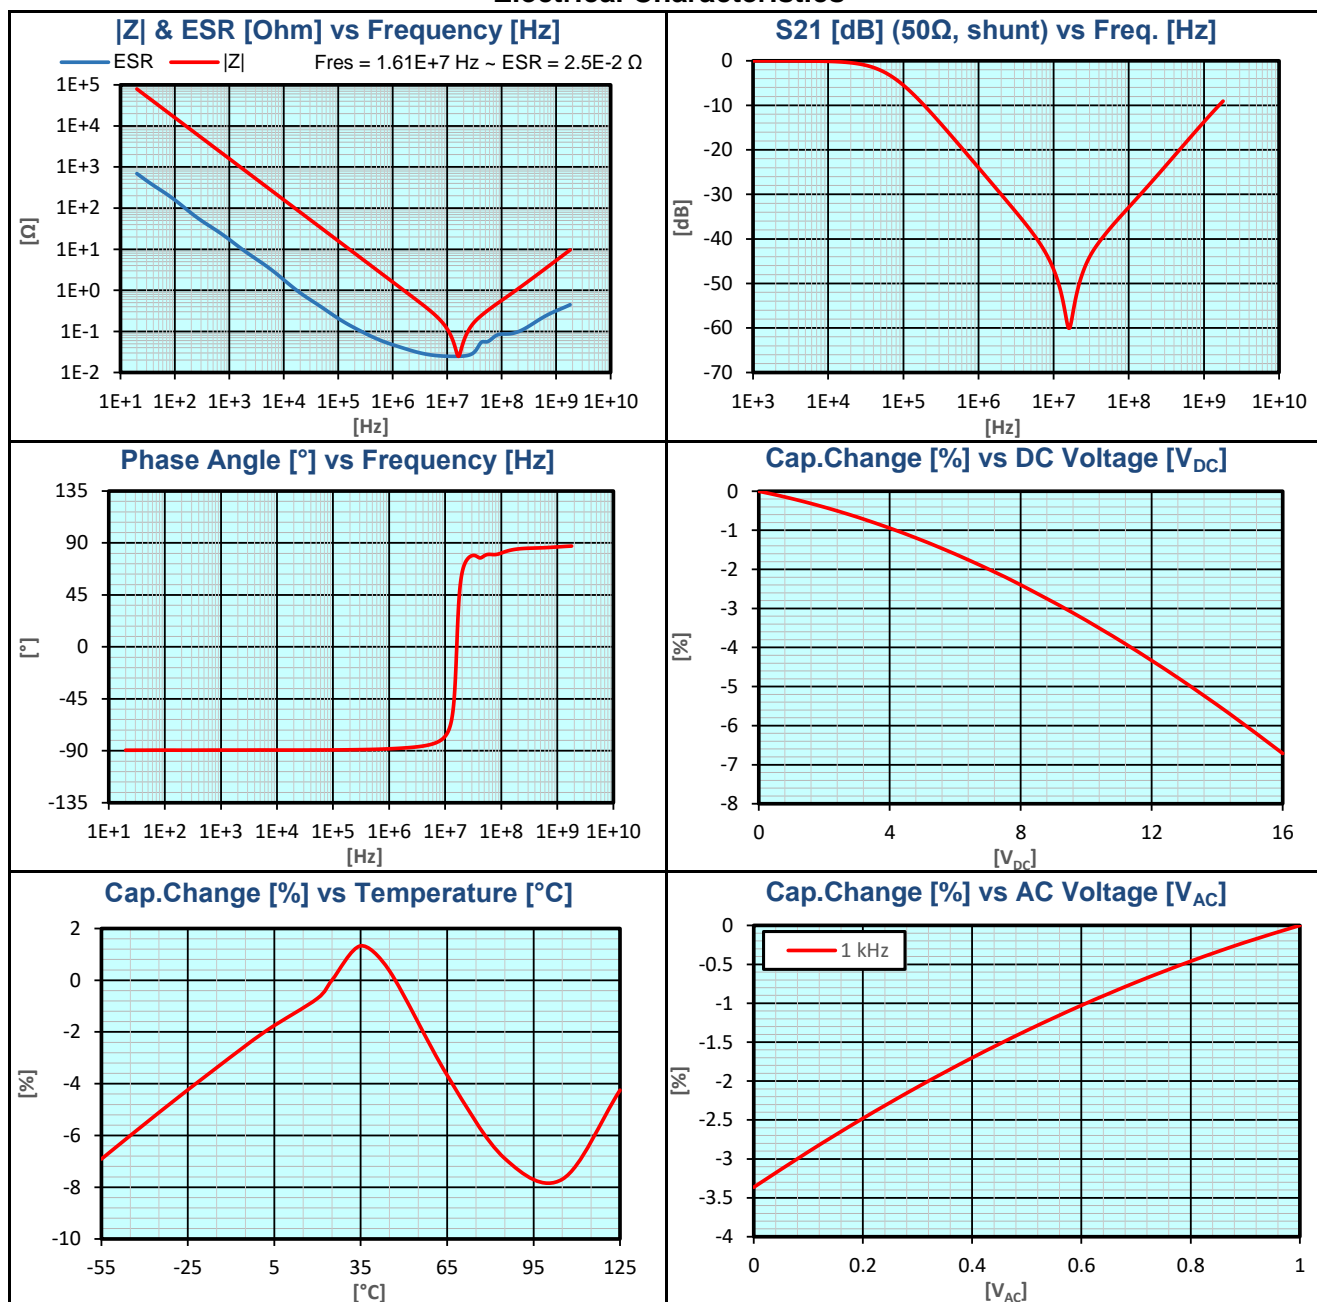 Electrical Characteristics
|Z| & ESR [Ohm] vs Frequency [Hz]
ESR |Z| Fres = 1.61E+7 Hz ~ ESR = 2.5E-2 Ω
1E+5
1E+4
1E+3
1E+2
1E+1
1E+0
1E-1
1E-2
[Ω]
1E+1 1E+2 1E+3 1E+4 1E+5 1E+6 1E+7 1E+8 1E+9 1E+10
[Hz]
S21 [dB] (50Ω, shunt) vs Freq. [Hz]
0
-10
-20
-30
-40
-50
-60
-70
[dB]
1E+3 1E+4 1E+5 1E+6 1E+7 1E+8 1E+9 1E+10
[Hz]
Phase Angle [°] vs Frequency [Hz]
135
90
45
0
-45
-90
-135
[°]
1E+1 1E+2 1E+3 1E+4 1E+5 1E+6 1E+7 1E+8 1E+9 1E+10
[Hz]
Cap.Change [%] vs DC Voltage [VDC]
0
-1
-2
-3
-4
-5
-6
-7
-8
[%]
0 4 8 12 16
[VDC]
Cap.Change [%] vs Temperature [°C]
2
0
-2
-4
-6
-8
-10
[%]
-55 -25 5 35 65 95 125
[°C]
Cap.Change [%] vs AC Voltage [VAC]
1 kHz
0
-0.5
-1
-1.5
-2
-2.5
-3
-3.5
-4
[%]
0 0.2 0.4 0.6 0.8 1
[VAC]